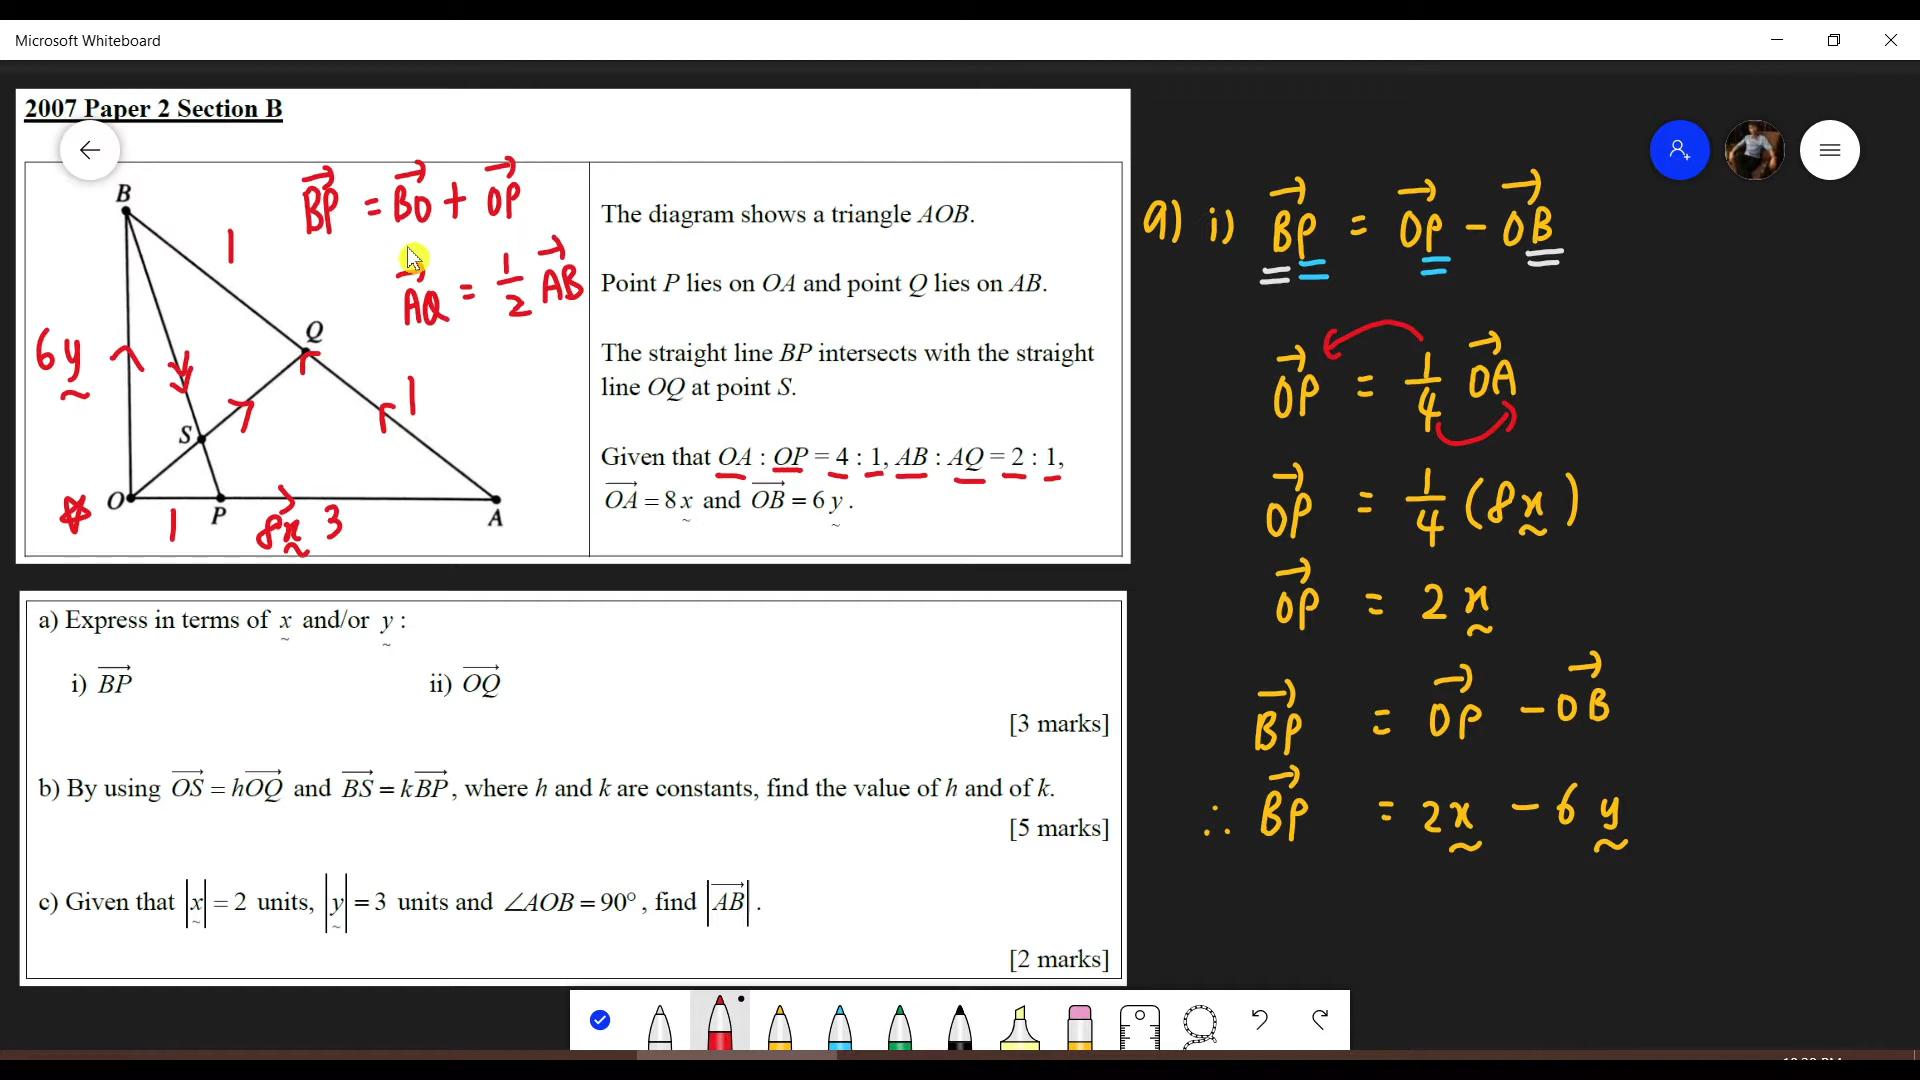 Microsoft Whiteboard
2007 Paper 2 Section B
B
BP = BO + OP
1
AQ = 1/2 AB
Q
6y
1
S
O
P
A
1
8x 3
The diagram shows a triangle AOB.
Point P lies on OA and point Q lies on AB.
The straight line BP intersects with the straight
line OQ at point S.
Given that OA : OP = 4 : 1, AB : AQ = 2 : 1,
OA = 8x and OB = 6y .
a) Express in terms of x and/or y :
i) BP ii) OQ
[3 marks]
b) By using OS = hOQ and BS = kBP , where h and k are constants, find the value of h and of k.
[5 marks]
c) Given that |x| = 2 units, |y| = 3 units and ∠AOB = 90° , find |AB| .
[2 marks]
a) i) BP = OP - OB
OP = 1/4 OA
OP = 1/4 (8x)
OP = 2x
BP = OP - OB
∴ BP = 2x - 6y